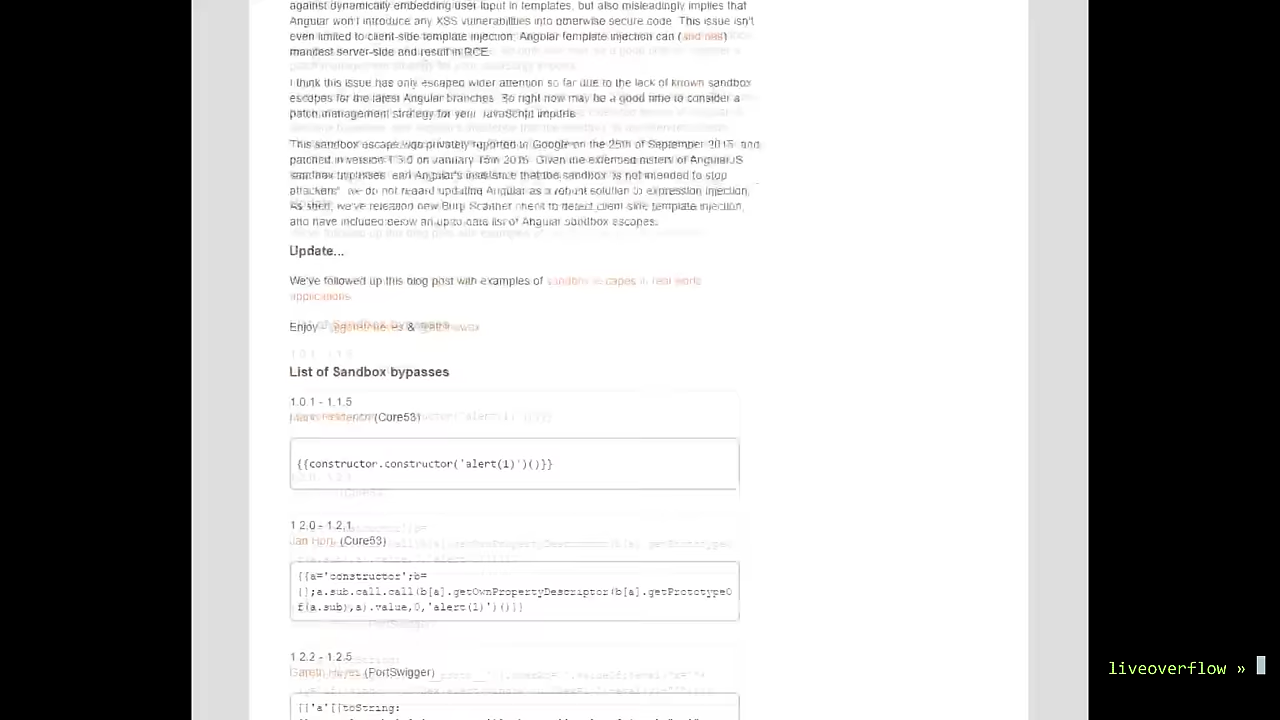 against dynamically embedding user input in templates, but also misleadingly implies that
Angular won't introduce any XSS vulnerabilities into otherwise secure code. This issue isn't
even limited to client-side template injection; Angular template injection can (and has)
manifest server-side and result in RCE.
I think this issue has only escaped wider attention so far due to the lack of known sandbox
escapes for the latest Angular branches. So right now may be a good time to consider a
patch management strategy for your JavaScript imports.
This sandbox escape was privately reported to Google on the 25th of September 2015, and
patched in version 1.5.0 on January 15th 2016. Given the extended history of AngularJS
sandbox bypasses and Angular's insistence that the sandbox "is not intended to stop
attackers" we do not regard updating Angular as a robust solution to expression injection.
As such, we've released new Burp Scanner to detect client-side template injection,
and have included below an up to date list of Angular sandbox escapes.
Update...
We've followed up this blog post with examples of sandbox escapes in real world
applications
Enjoy - &
List of Sandbox bypasses
1.0.1 - 1.1.5
(Cure53)
{{constructor.constructor('alert(1)')()}}
1.2.0 - 1.2.1
Jan Horn (Cure53)
{{a='constructor';b=
{};a.sub.call.call(b[a].getOwnPropertyDescriptor(b[a].getPrototypeO
f(a.sub),a).value,0,'alert(1)')()}}
1.2.2 - 1.2.5
Gareth Heyes (PortSwigger)
{{'a'[{toString:
liveoverflow »